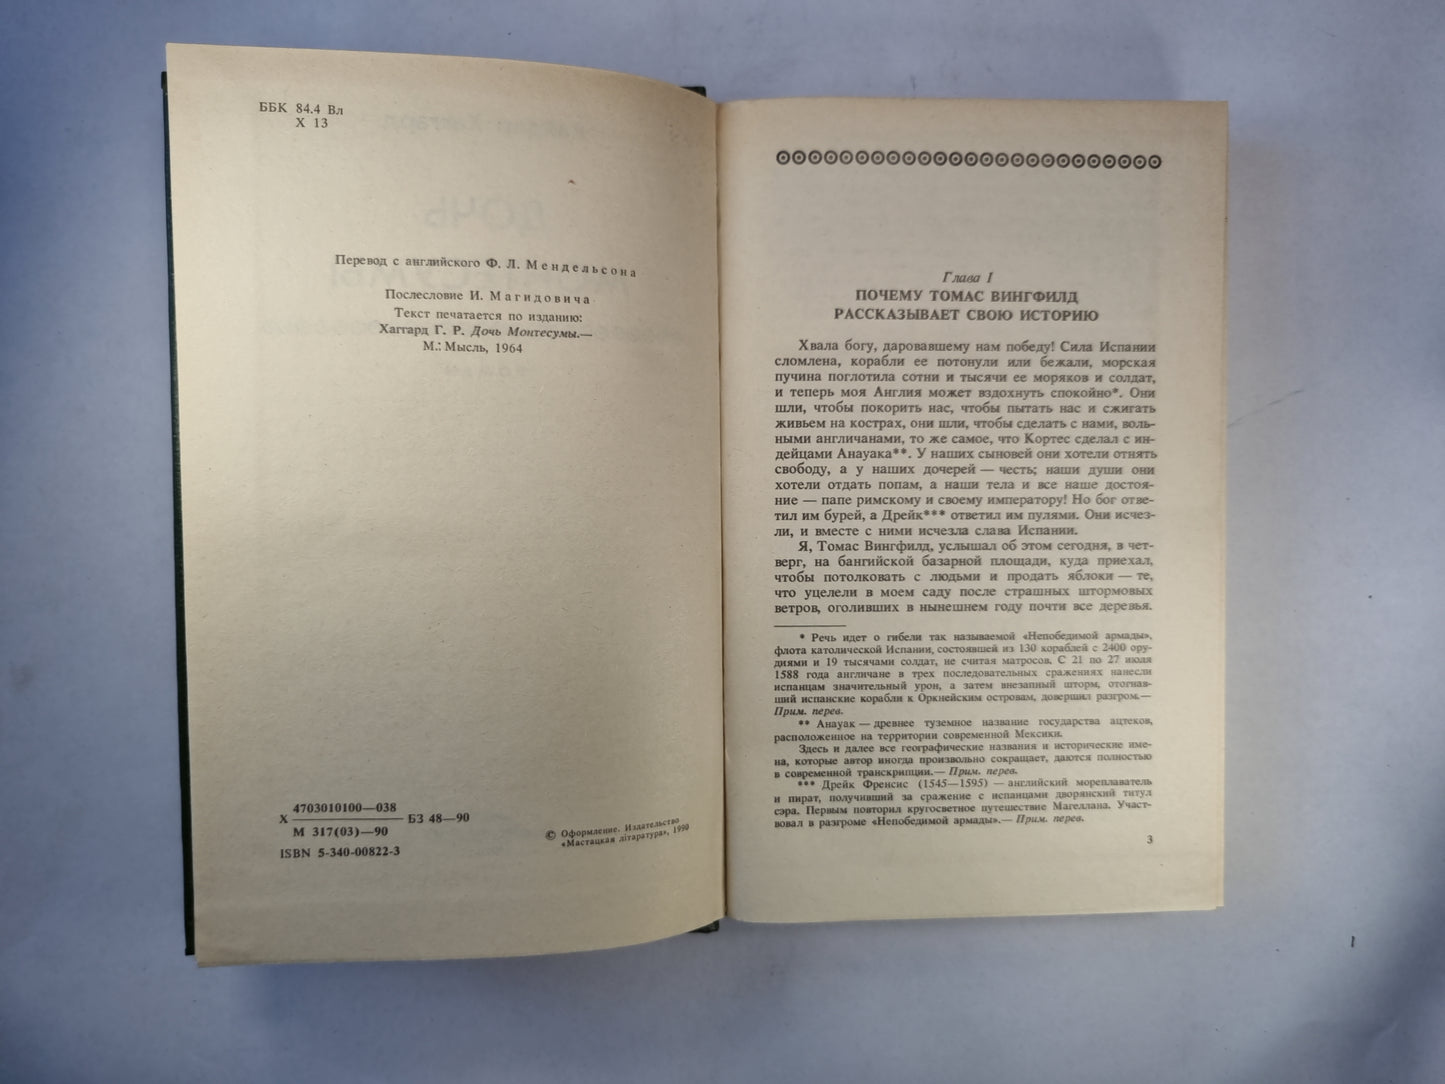 ББК 84.4 Вл
Х 13
Перевод с английского Ф. Л. Мендельсона
Послесловие И. Магидовича
Текст печатается по изданию:
Хаггард Г. Р. Дочь Монтесумы.—
М.: Мысль, 1964
Х 4703010100—038 БЗ 48—90
М 317(03)—90
ISBN 5-340-00822-3
© Оформление. Издательство
«Мастацкая літаратура», 1990
Глава I
ПОЧЕМУ ТОМАС ВИНГФИЛД
РАССКАЗЫВАЕТ СВОЮ ИСТОРИЮ
Хвала богу, даровавшему нам победу! Сила Испании
сломлена, корабли ее потонули или бежали, морская
пучина поглотила сотни и тысячи ее моряков и солдат,
и теперь моя Англия может вздохнуть спокойно*. Они
шли, чтобы покорить нас, чтобы пытать нас и сжигать
живьем на кострах, они шли, чтобы сделать с нами, воль-
ными англичанами, то же самое, что Кортес сделал с ин-
дейцами Анауака**. У наших сыновей они хотели отнять
свободу, а у наших дочерей — честь; наши души они
хотели отдать попам, а наши тела и все наше достоя-
ние — папе римскому и своему императору! Но бог отве-
тил им бурей, а Дрейк*** ответил им пулями. Они исчез-
ли, и вместе с ними исчезла слава Испании.
Я, Томас Вингфилд, услышал об этом сегодня, в чет-
верг, на бангийской базарной площади, куда приехал,
чтобы потолковать с людьми и продать яблоки — те,
что уцелели в моем саду после страшных штормовых
ветров, оголивших в нынешнем году почти все деревья.
* Речь идет о гибели так называемой «Непобедимой армады»,
флота католической Испании, состоявшей из 130 кораблей с 2400 ору-
диями и 19 тысячами солдат, не считая матросов. С 21 по 27 июля
1588 года англичане в трех последовательных сражениях нанесли
испанцам значительный урон, а затем внезапный шторм, отогнав-
ший испанские корабли к Оркнейским островам, довершил разгром.—
Прим. перев.
** Анауак — древнее туземное название государства ацтеков,
расположенное на территории современной Мексики.
Здесь и далее все географические названия и исторические име-
на, которые автор иногда произвольно сокращает, даются полностью
в современной транскрипции.— Прим. перев.
*** Дрейк Френсис (1545—1595) — английский мореплаватель
и пират, получивший за сражение с испанцами дворянский титул
сэра. Первым повторил кругосветное путешествие Магеллана. Участ-
вовал в разгроме «Непобедимой армады».— Прим. перев.
3